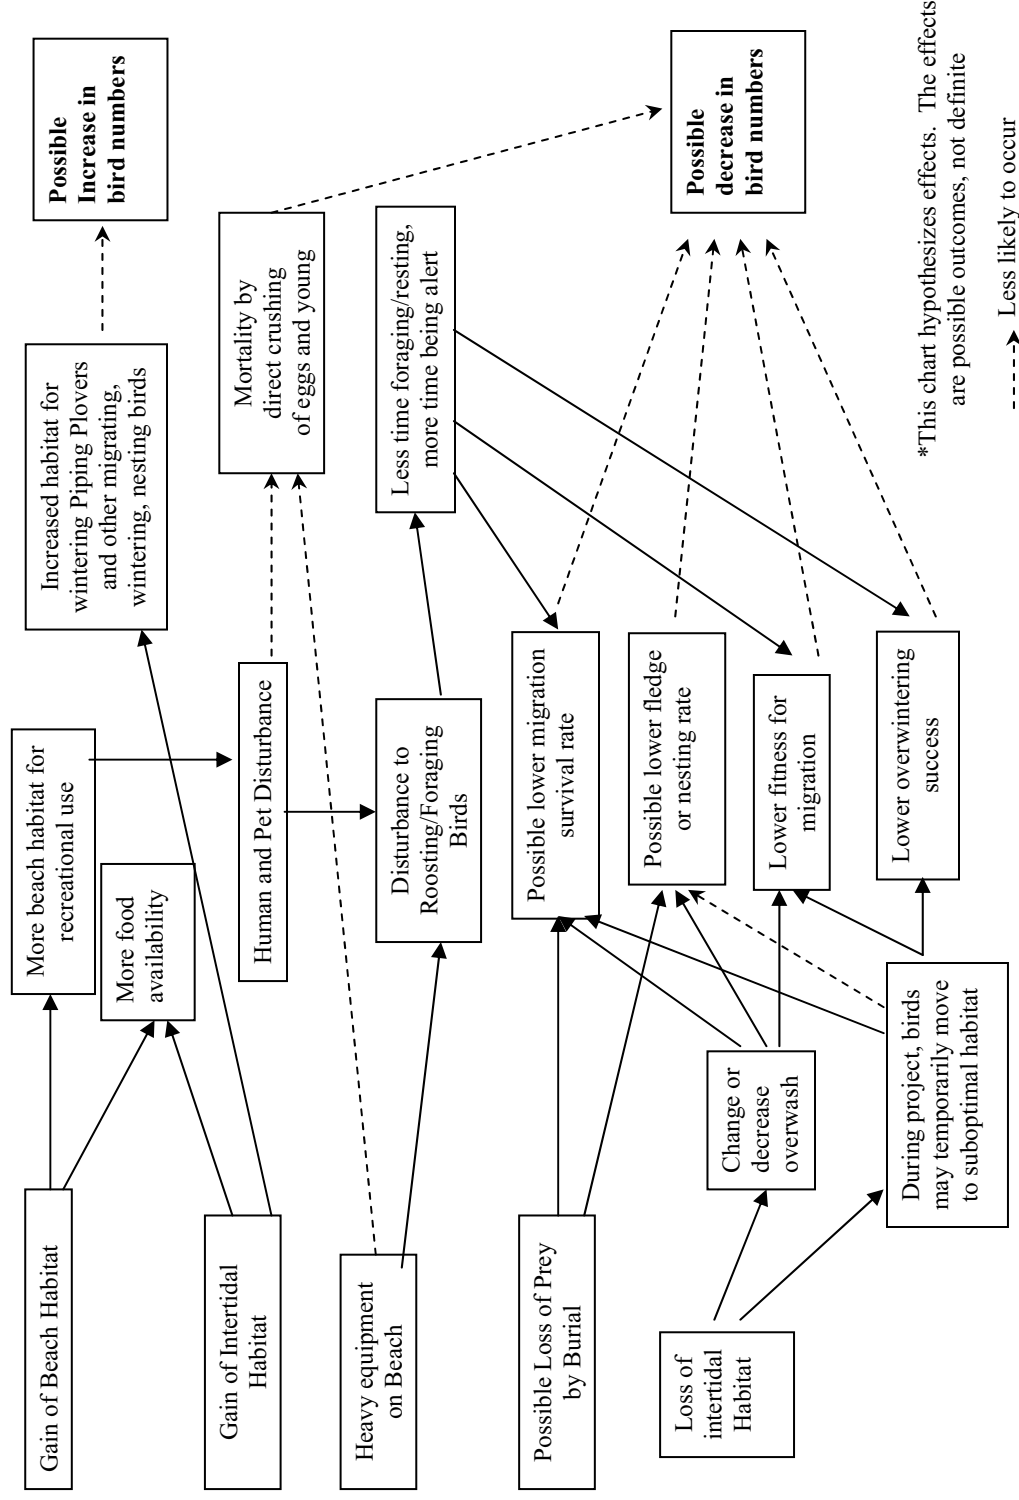 Gain of Beach Habitat
More beach habitat for
recreational use
More food
availability
Increased habitat for
wintering Piping Plovers
and other migrating,
wintering, nesting birds
Possible
Increase in
bird numbers
Gain of Intertidal
Habitat
Human and Pet Disturbance
Mortality by
direct crushing
of eggs and young
Heavy equipment
on Beach
Disturbance to
Roosting/Foraging
Birds
Less time foraging/resting,
more time being alert
Possible Loss of Prey
by Burial
Possible lower migration
survival rate
Possible lower fledge
or nesting rate
Possible
decrease in
bird numbers
Loss of
intertidal
Habitat
Change or
decrease
overwash
Lower fitness for
migration
During project, birds
may temporarily move
to suboptimal habitat
Lower overwintering
success
*This chart hypothesizes effects. The effects
are possible outcomes, not definite
Less likely to occur